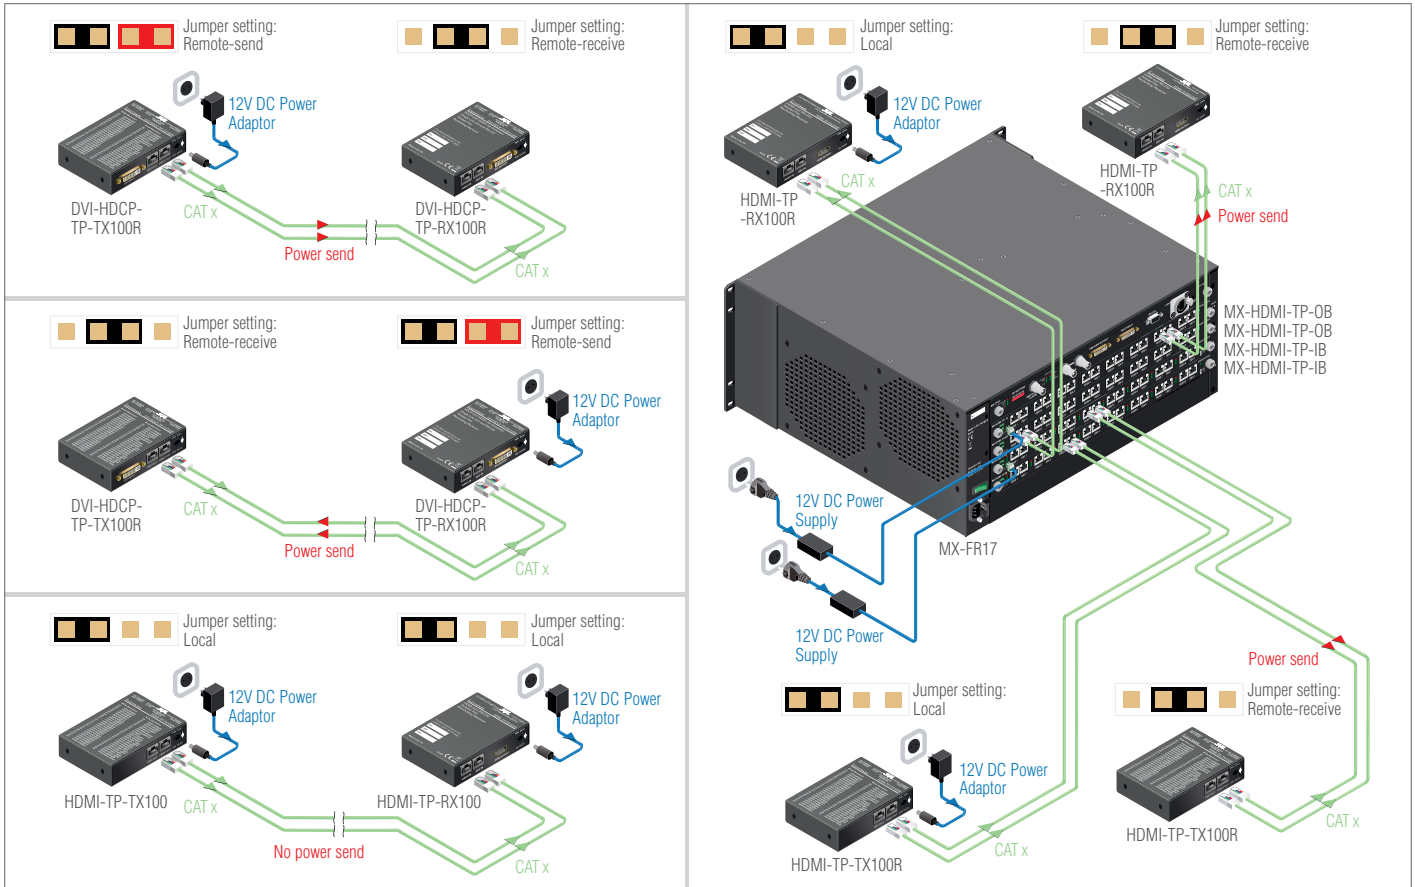 Jumper setting:
Remote-send
Jumper setting:
Remote-receive
12V DC Power
Adaptor
DVI-HDCP-
TP-TX100R
CAT x
DVI-HDCP-
TP-RX100R
Power send
CAT x
Jumper setting:
Remote-receive
Jumper setting:
Remote-send
12V DC Power
Adaptor
DVI-HDCP-
TP-TX100R
CAT x
DVI-HDCP-
TP-RX100R
Power send
CAT x
Jumper setting:
Local
Jumper setting:
Local
12V DC Power
Adaptor
12V DC Power
Adaptor
HDMI-TP-TX100
CAT x
HDMI-TP-RX100
No power send
CAT x
Jumper setting:
Local
Jumper setting:
Remote-receive
12V DC Power
Adaptor
HDMI-TP
-RX100R
CAT x
HDMI-TP
-RX100R
CAT x
Power send
MX-HDMI-TP-OB
MX-HDMI-TP-OB
MX-HDMI-TP-IB
MX-HDMI-TP-IB
12V DC Power
Supply
MX-FR17
12V DC Power
Supply
Power send
Jumper setting:
Local
Jumper setting:
Remote-receive
12V DC Power
Adaptor
HDMI-TP-TX100R
CAT x
HDMI-TP-TX100R
CAT x